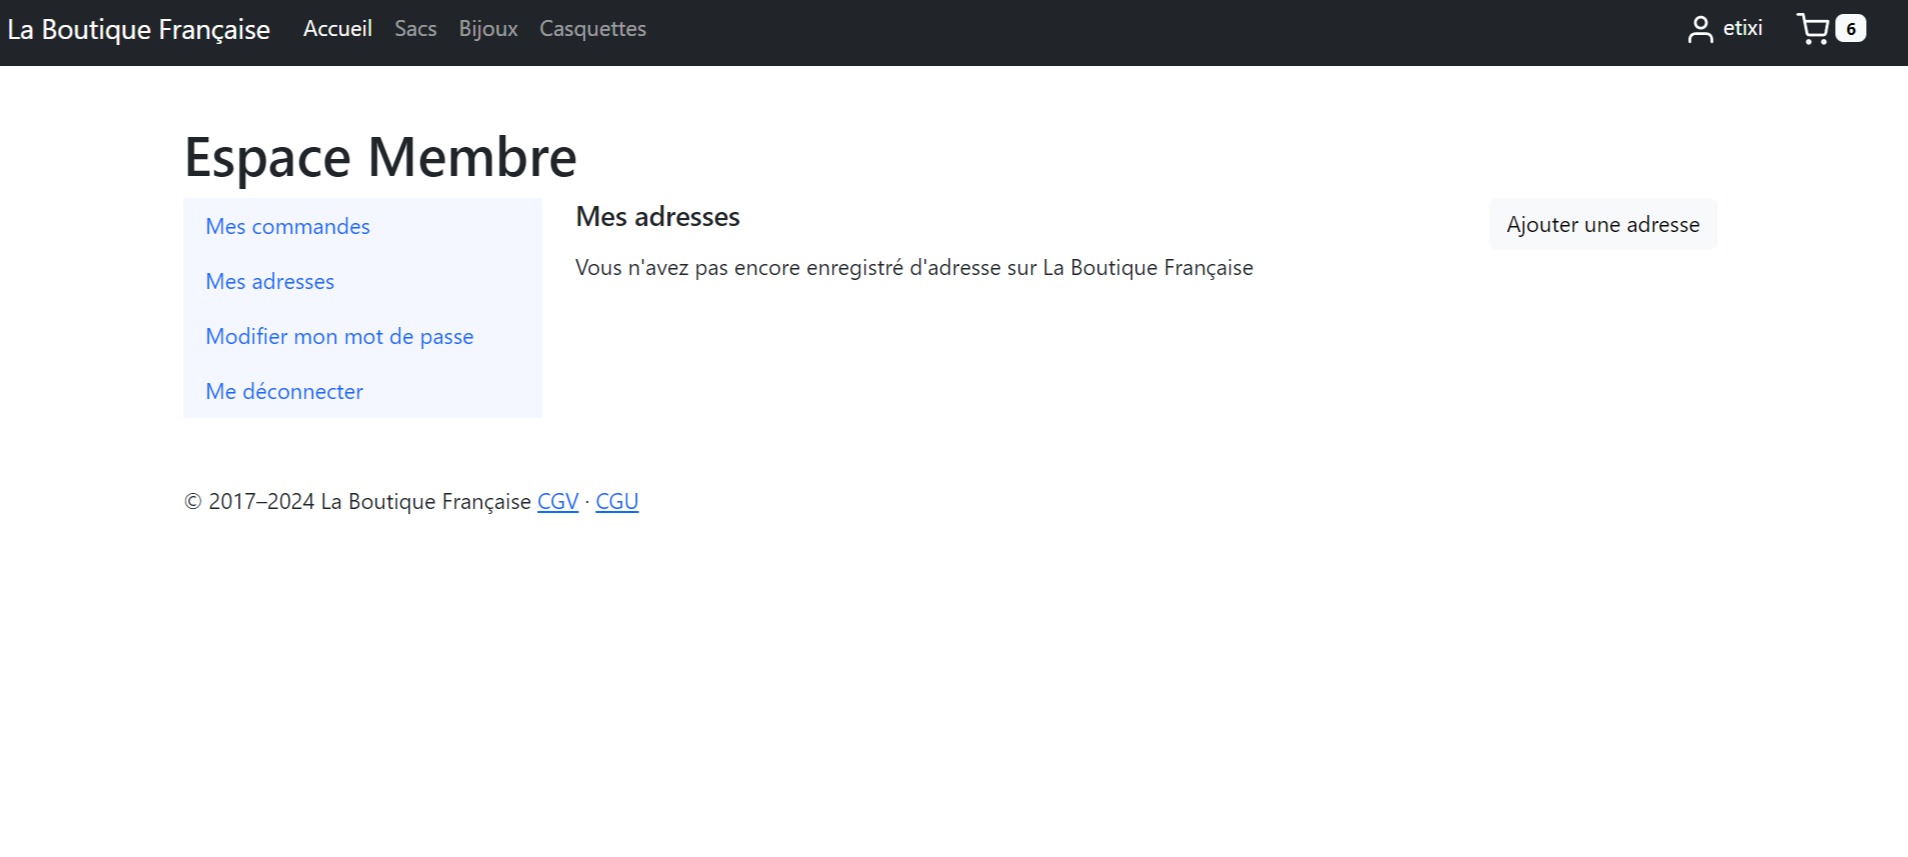 La Boutique Française Accueil Sacs Bijoux Casquettes etixi 6
Espace Membre
Mes commandes
Mes adresses
Modifier mon mot de passe
Me déconnecter
Mes adresses
Ajouter une adresse
Vous n'avez pas encore enregistré d'adresse sur La Boutique Française
© 2017–2024 La Boutique Française CGV · CGU